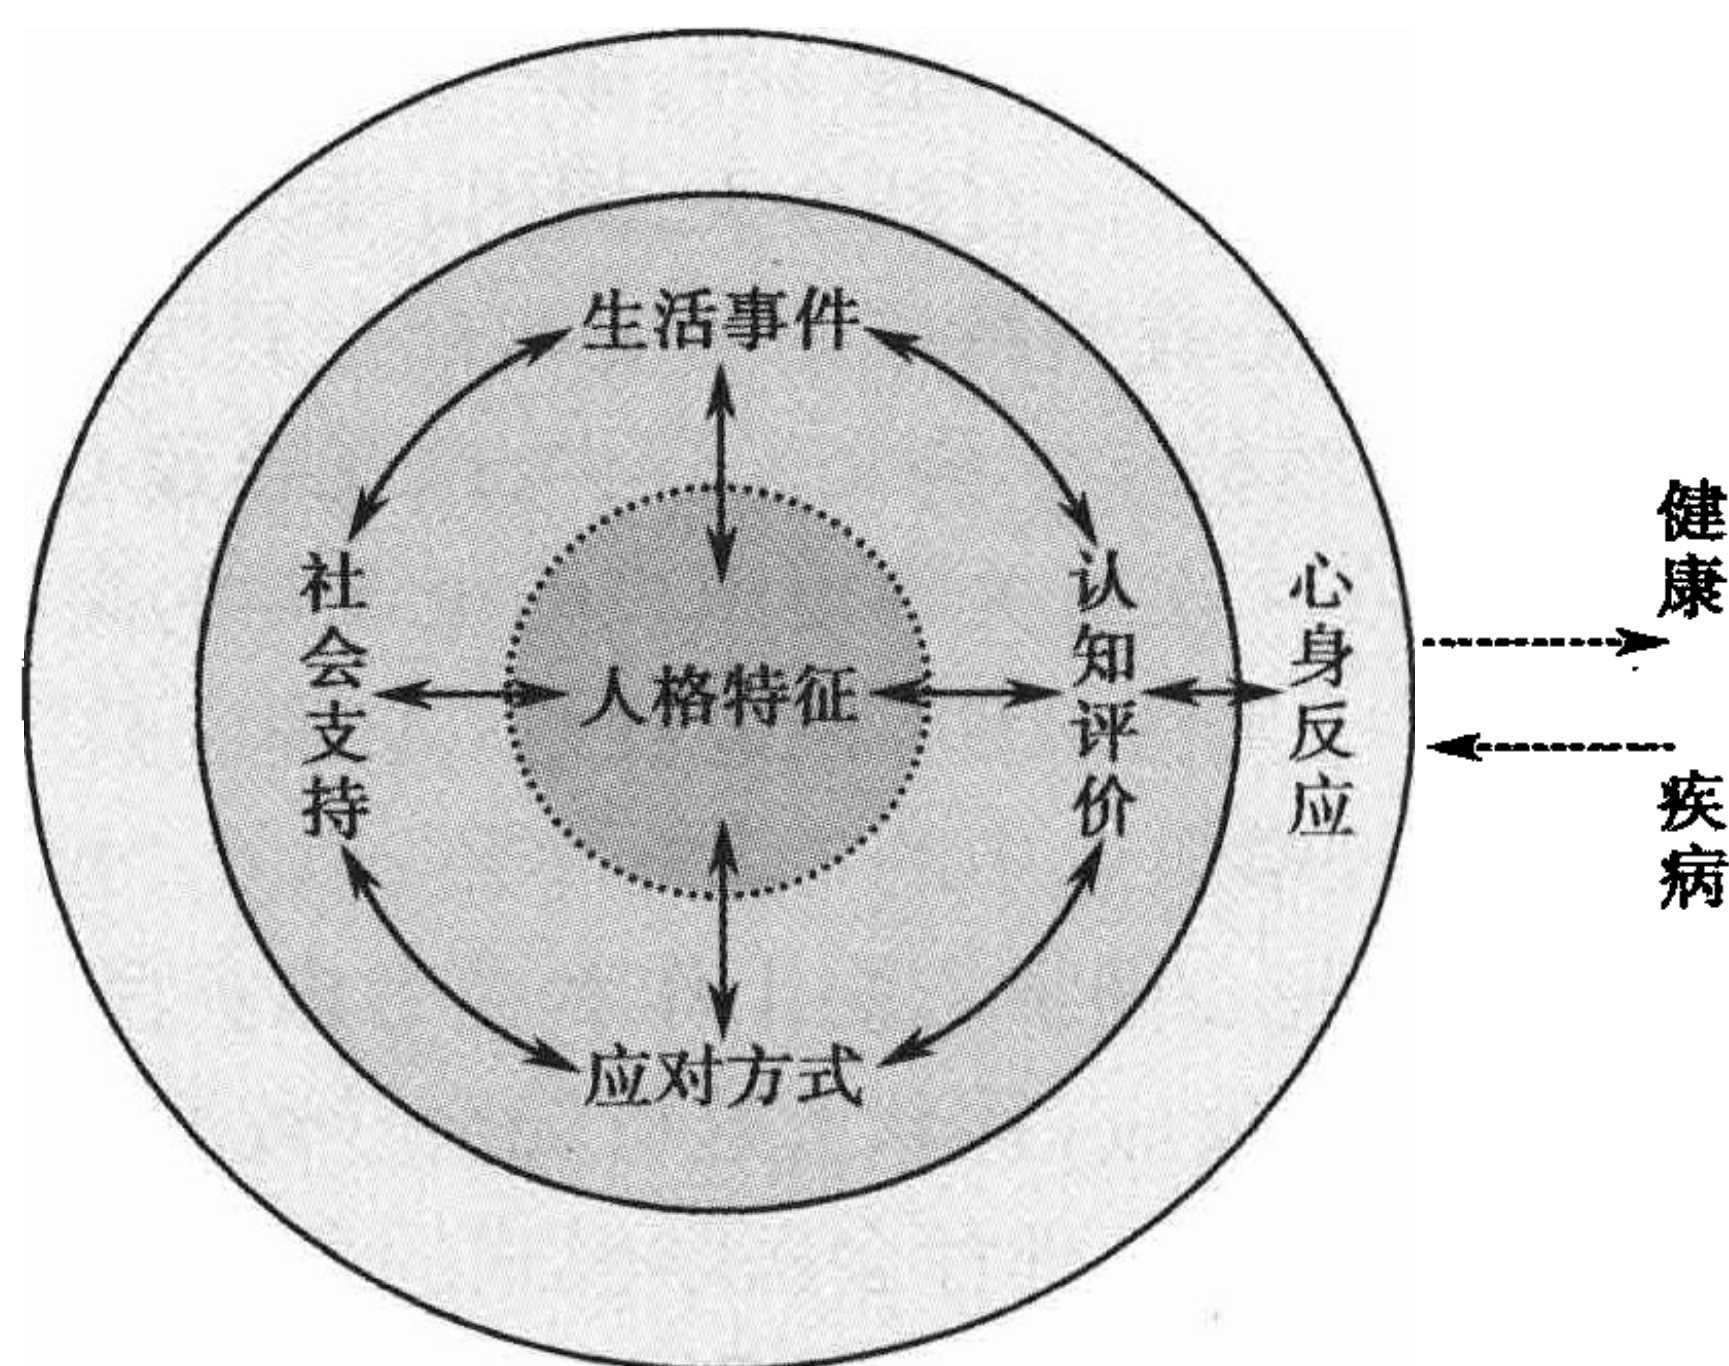 生活事件
社会支持
人格特征
认知评价
心身反应
应对方式
健康
疾病